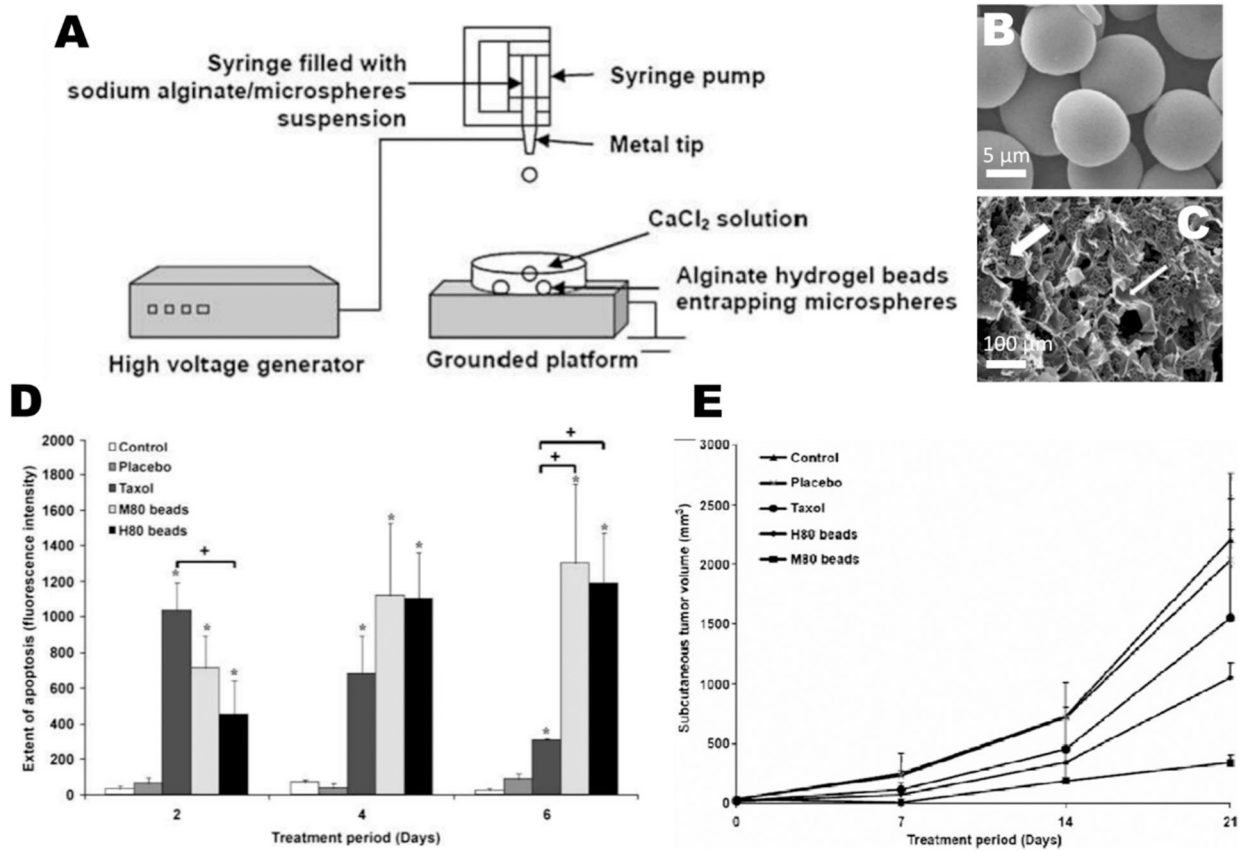 A
Syringe filled with
sodium alginate/microspheres
suspension
Syringe pump
Metal tip
CaCl₂ solution
Alginate hydrogel beads
entrapping microspheres
High voltage generator
Grounded platform
B
5 µm
C
100 µm
D
Extent of apoptosis (fluorescence intensity)
2000
1800
1600
1400
1200
1000
800
600
400
200
0
Control
Placebo
Taxol
M80 beads
H80 beads
+
*
*
*
*
*
*
+
+
*
*
*
2
4
6
Treatment period (Days)
E
Subcutaneous tumor volume (mm³)
3000
2500
2000
1500
1000
500
0
Control
Placebo
Taxol
H80 beads
M80 beads
0
7
14
21
Treatment period (Days)